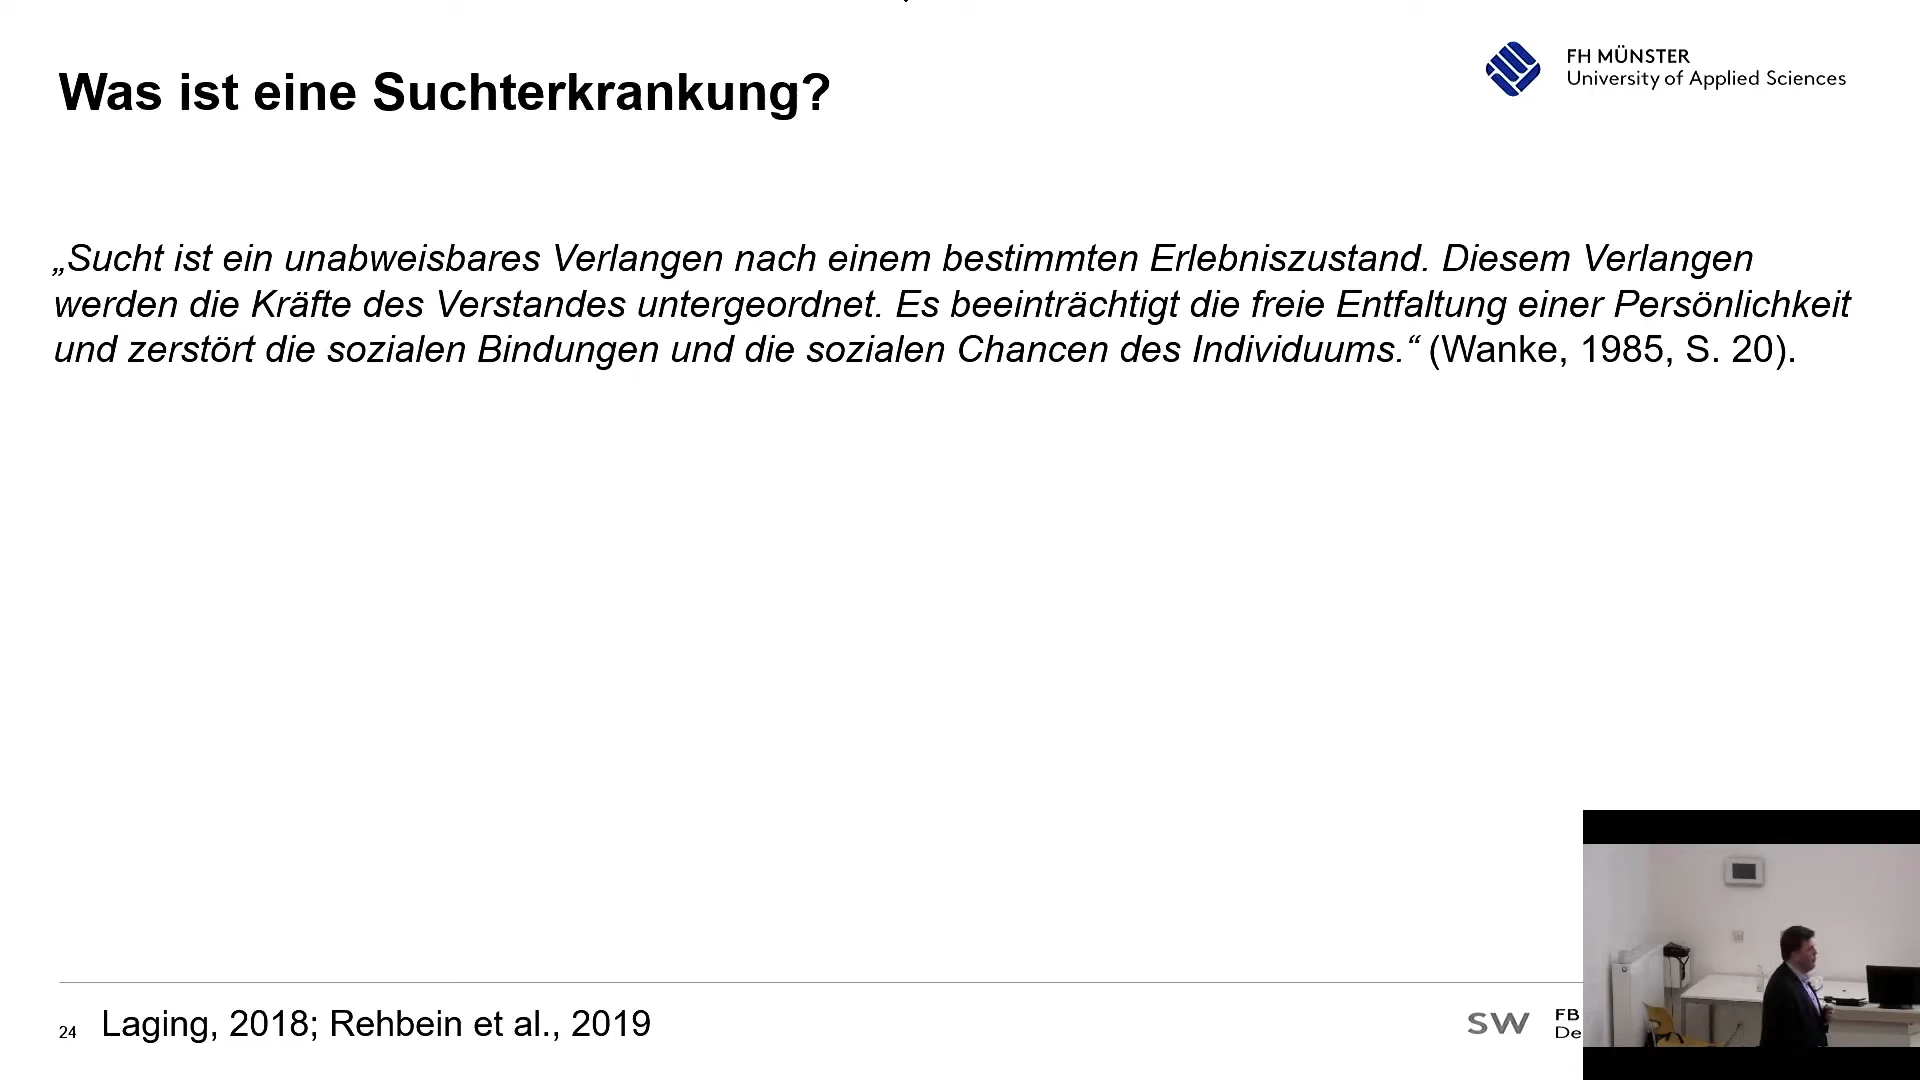 Was ist eine Suchterkrankung?
FH MÜNSTER
University of Applied Sciences
„Sucht ist ein unabweisbares Verlangen nach einem bestimmten Erlebniszustand. Diesem Verlangen
werden die Kräfte des Verstandes untergeordnet. Es beeinträchtigt die freie Entfaltung einer Persönlichkeit
und zerstört die sozialen Bindungen und die sozialen Chancen des Individuums.“ (Wanke, 1985, S. 20).
24 Laging, 2018; Rehbein et al., 2019
SW FB
De